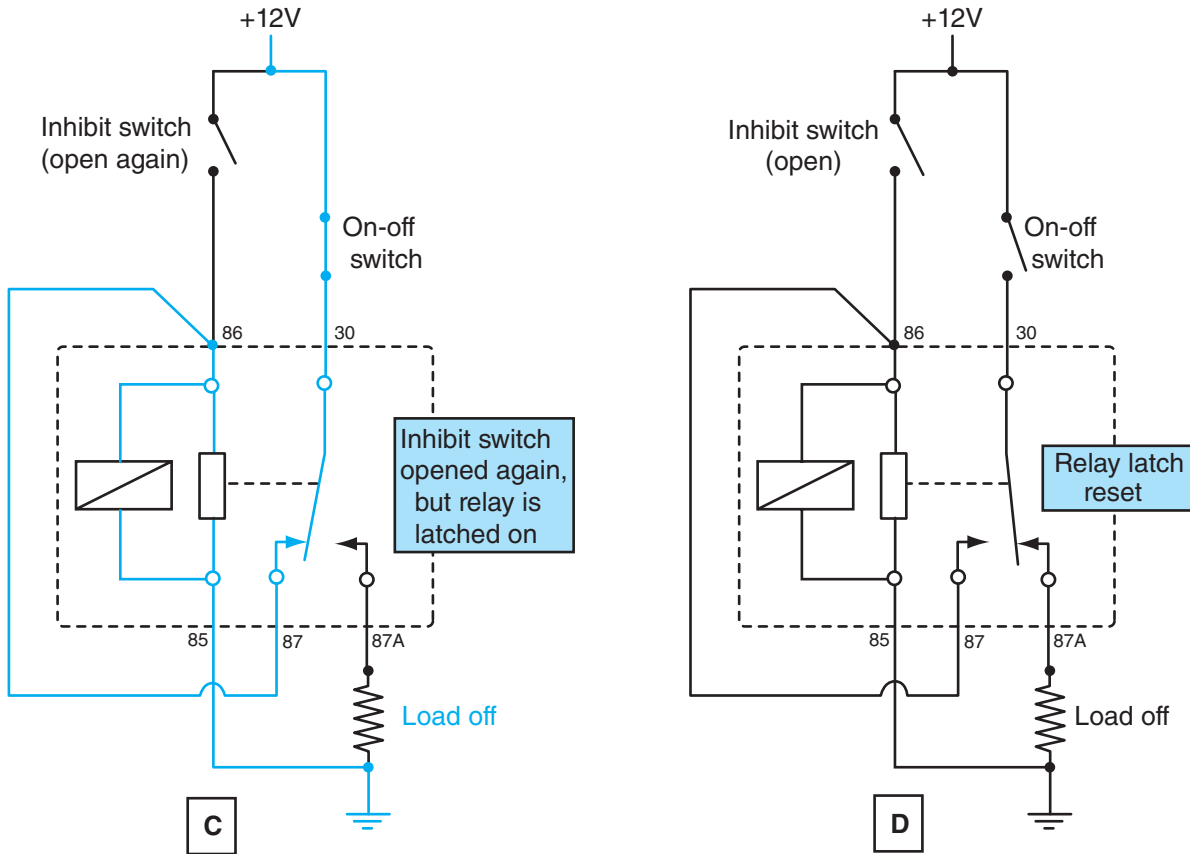 +12V
Inhibit switch
(open again)
On-off
switch
86
30
Inhibit switch
opened again,
but relay is
latched on
85
87
87A
Load off
C
+12V
Inhibit switch
(open)
On-off
switch
86
30
Relay latch
reset
85
87
87A
Load off
D